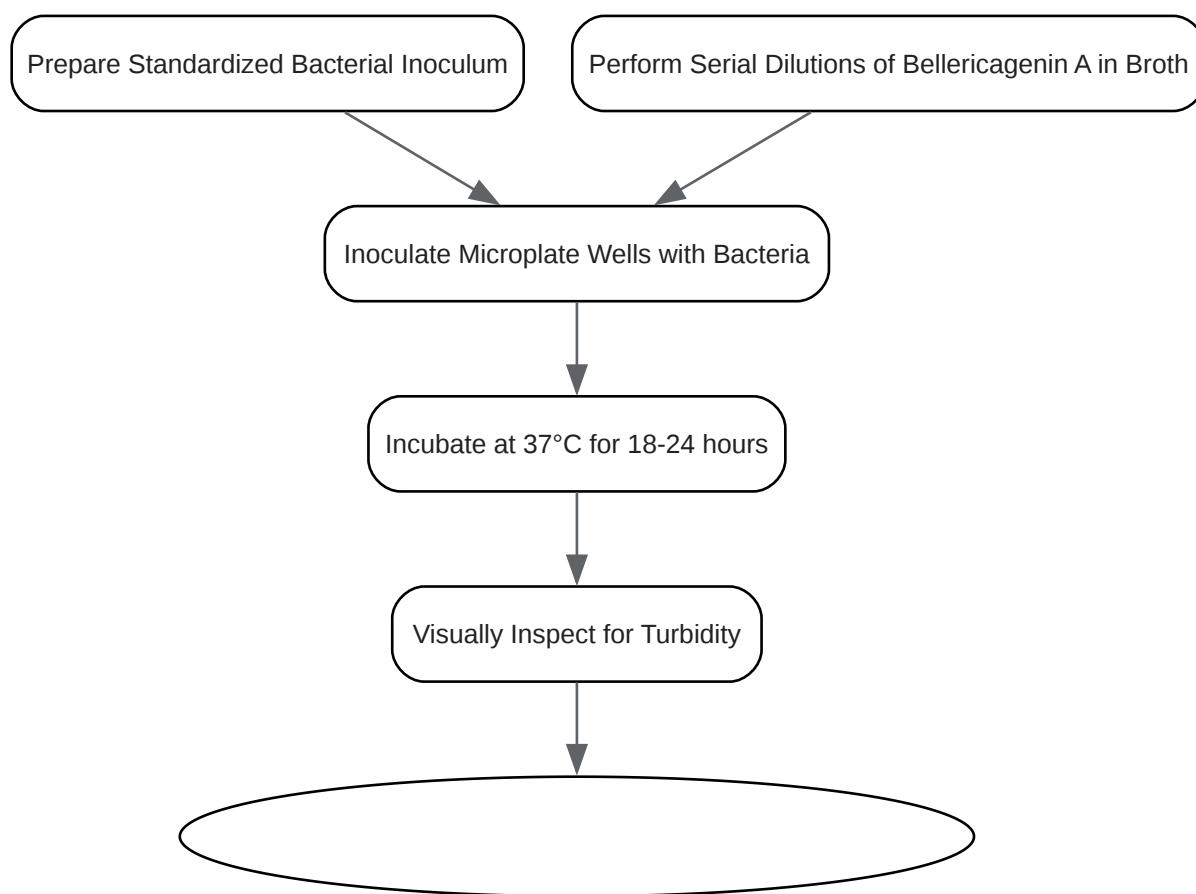 Prepare Standardized Bacterial Inoculum
Perform Serial Dilutions of Bellericagenin A in Broth
Inoculate Microplate Wells with Bacteria
Incubate at 37°C for 18-24 hours
Visually Inspect for Turbidity